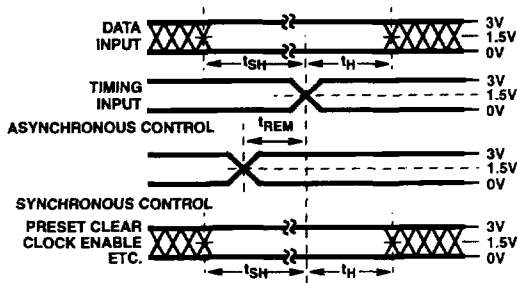 DATA INPUT
3V
1.5V
0V
tSH
tH
TIMING INPUT
3V
1.5V
0V
ASYNCHRONOUS CONTROL
tREM
3V
1.5V
0V
SYNCHRONOUS CONTROL
PRESET CLEAR
CLOCK ENABLE
ETC.
3V
1.5V
0V
tSH
tH